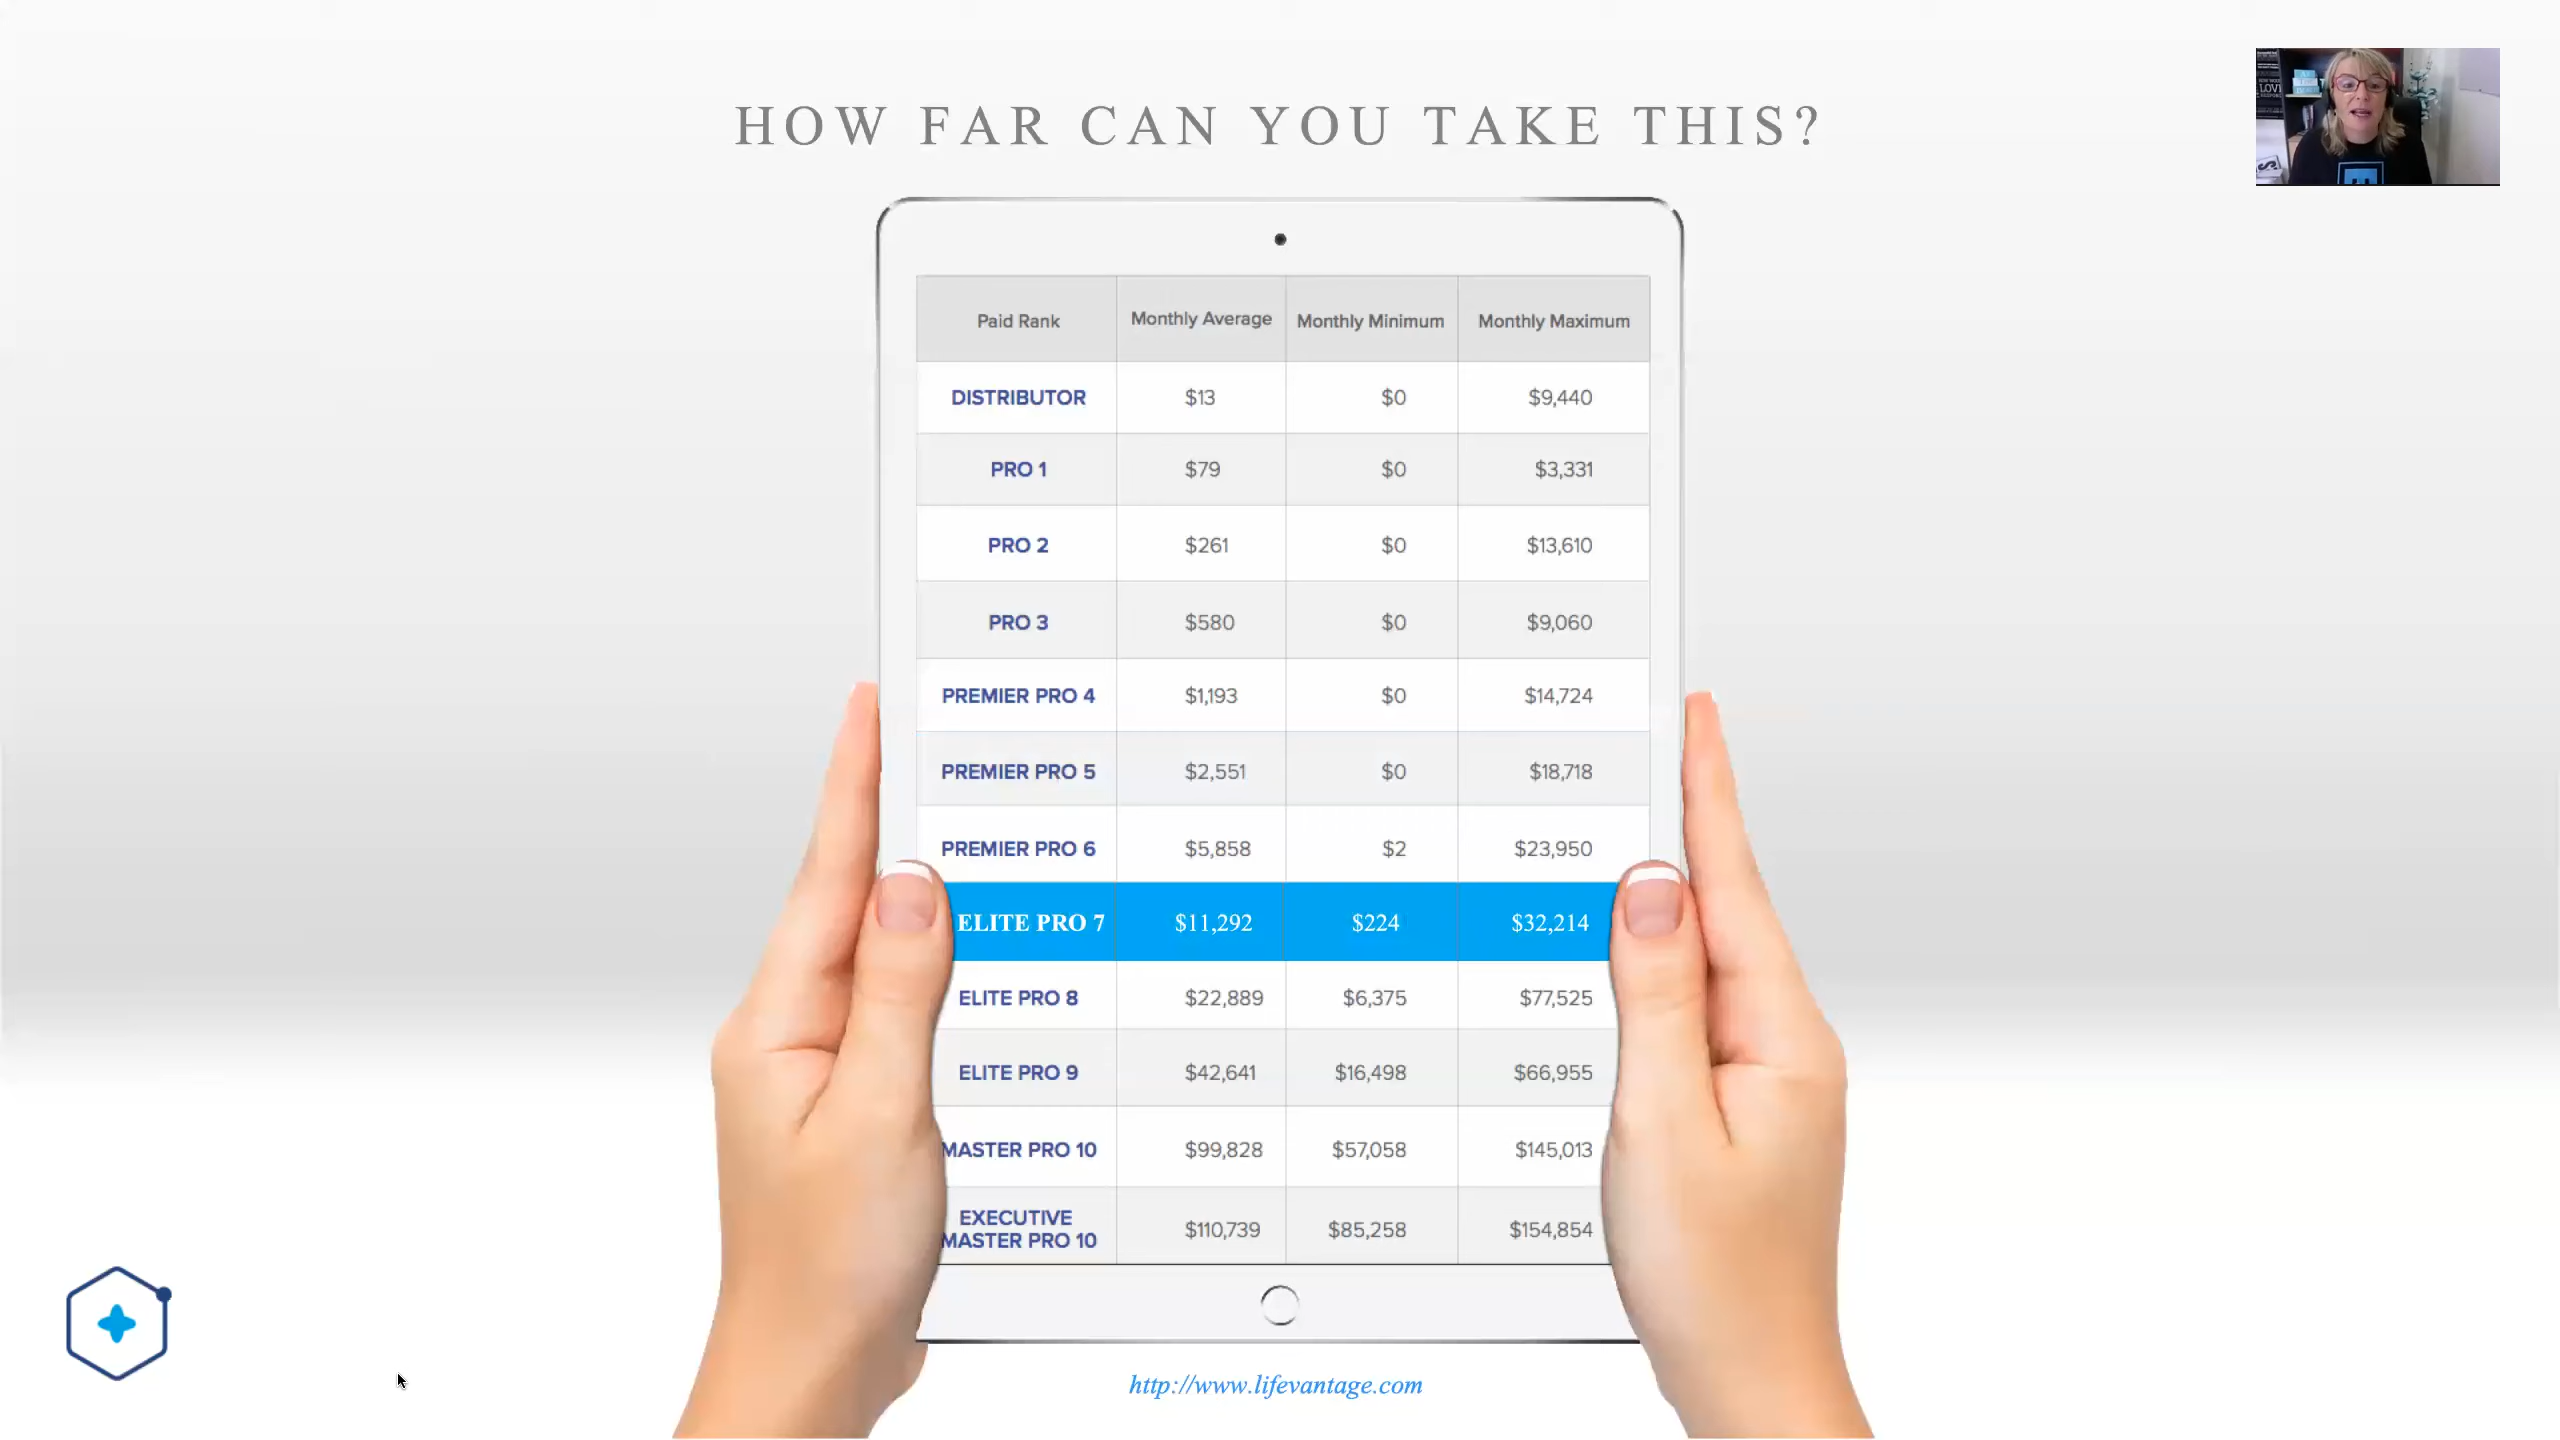 HOW FAR CAN YOU TAKE THIS?
LOVE
Paid Rank Monthly Average Monthly Minimum Monthly Maximum
DISTRIBUTOR $13 $0 $9,440
PRO 1 $79 $0 $3,331
PRO 2 $261 $0 $13,610
PRO 3 $580 $0 $9,060
PREMIER PRO 4 $1,193 $0 $14,724
PREMIER PRO 5 $2,551 $0 $18,718
PREMIER PRO 6 $5,858 $2 $23,950
ELITE PRO 7 $11,292 $224 $32,214
ELITE PRO 8 $22,889 $6,375 $77,525
ELITE PRO 9 $42,641 $16,498 $66,955
MASTER PRO 10 $99,828 $57,058 $145,013
EXECUTIVE
MASTER PRO 10 $110,739 $85,258 $154,854
http://www.lifevantage.com